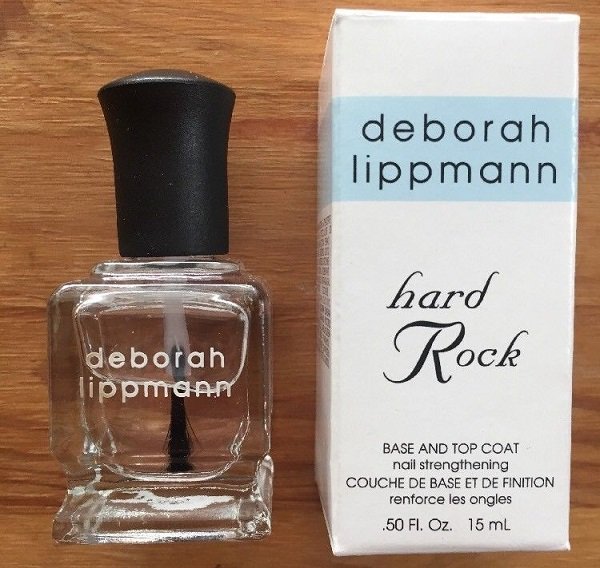 deborah
lippmann
deborah
lippmann
hard
Rock
BASE AND TOP COAT
nail strengthening
COUCHE DE BASE ET DE FINITION
renforce les ongles
.50 Fl. Oz. 15 mL